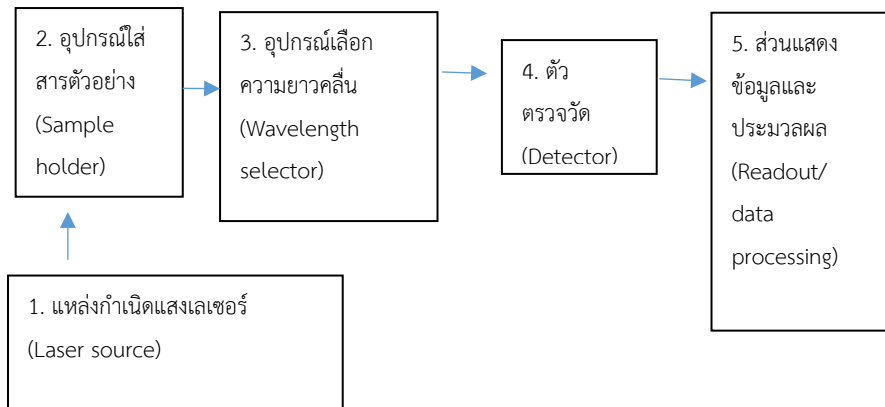 2. อุปกรณ์ใส่
สารตัวอย่าง
(Sample
holder)
3. อุปกรณ์เลือก
ความยาวคลื่น
(Wavelength
selector)
4. ตัว
ตรวจวัด
(Detector)
5. ส่วนแสดง
ข้อมูลและ
ประมวลผล
(Readout/
data
processing)
1. แหล่งกำเนิดแสงเลเซอร์
(Laser source)